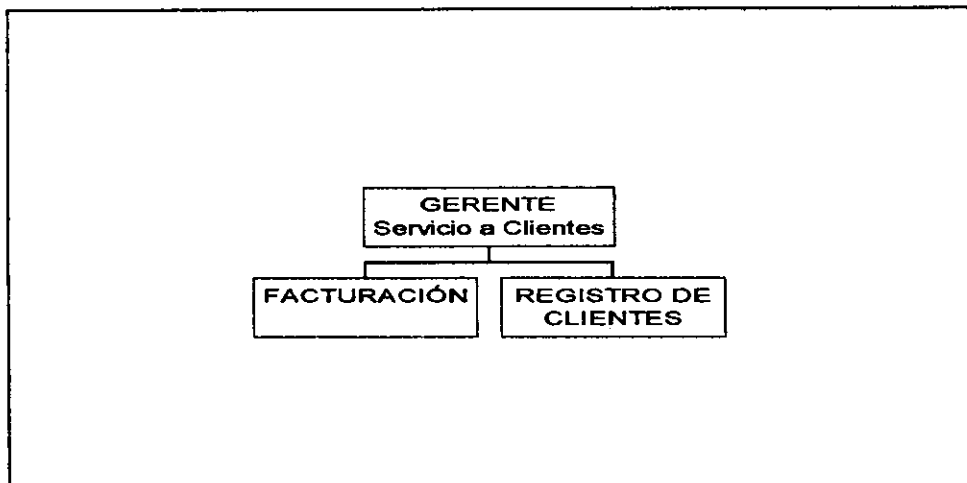 GERENTE
Servicio a Clientes
FACTURACIÓN
REGISTRO DE
CLIENTES